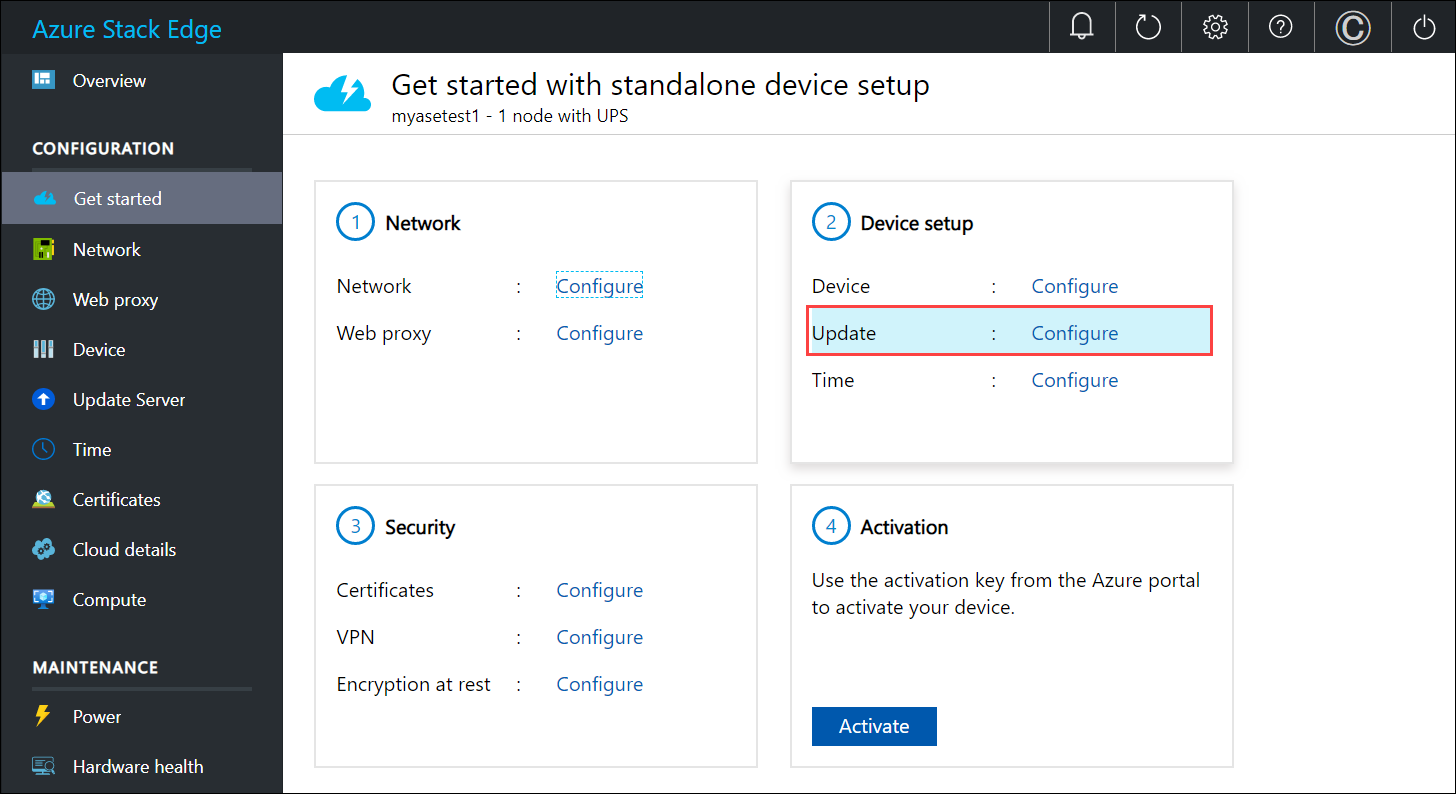 Azure Stack Edge
Overview
CONFIGURATION
Get started
Network
Web proxy
Device
Update Server
Time
Certificates
Cloud details
Compute
MAINTENANCE
Power
Hardware health
?
C
Get started with standalone device setup
myasetest1 - 1 node with UPS
1 Network
Network : Configure
Web proxy : Configure
2 Device setup
Device : Configure
Update : Configure
Time : Configure
3 Security
Certificates : Configure
VPN : Configure
Encryption at rest : Configure
4 Activation
Use the activation key from the Azure portal
to activate your device.
Activate